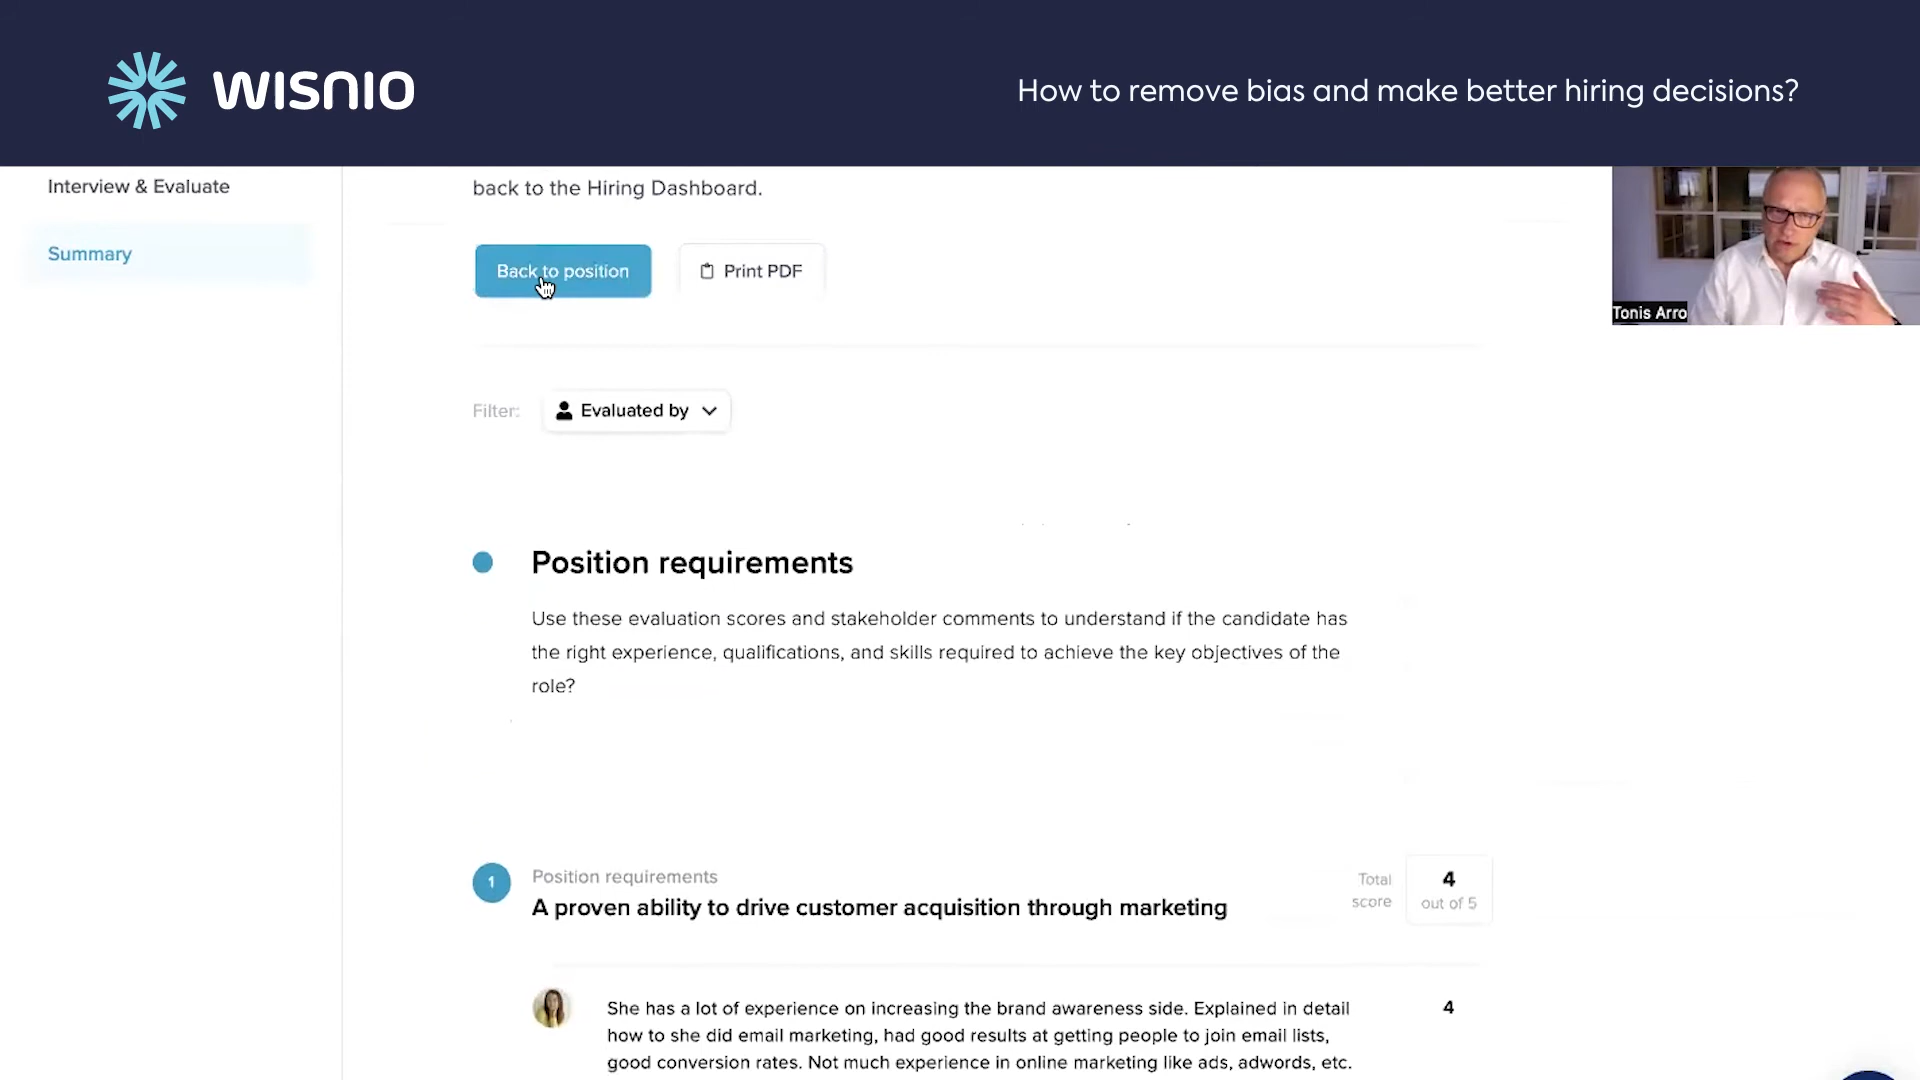 WISNIO
How to remove bias and make better hiring decisions?
Interview & Evaluate
Summary
back to the Hiring Dashboard.
Back to position
Print PDF
Tonis Arro
Filter:
Evaluated by
Position requirements
Use these evaluation scores and stakeholder comments to understand if the candidate has
the right experience, qualifications, and skills required to achieve the key objectives of the
role?
1
Position requirements
A proven ability to drive customer acquisition through marketing
Total
score
4
out of 5
She has a lot of experience on increasing the brand awareness side. Explained in detail
how to she did email marketing, had good results at getting people to join email lists,
good conversion rates. Not much experience in online marketing like ads, adwords, etc.
4